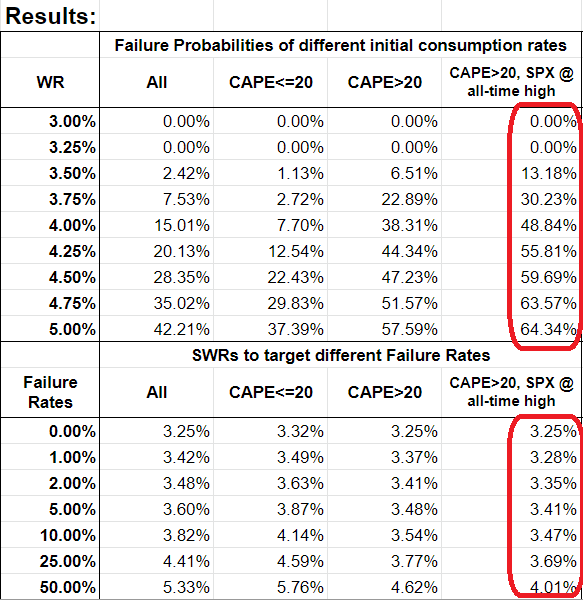 Results:
Failure Probabilities of different initial consumption rates
WR All CAPE<=20 CAPE>20 CAPE>20, SPX @ all-time high
3.00% 0.00% 0.00% 0.00% 0.00%
3.25% 0.00% 0.00% 0.00% 0.00%
3.50% 2.42% 1.13% 6.51% 13.18%
3.75% 7.53% 2.72% 22.89% 30.23%
4.00% 15.01% 7.70% 38.31% 48.84%
4.25% 20.13% 12.54% 44.34% 55.81%
4.50% 28.35% 22.43% 47.23% 59.69%
4.75% 35.02% 29.83% 51.57% 63.57%
5.00% 42.21% 37.39% 57.59% 64.34%
SWRs to target different Failure Rates
Failure Rates All CAPE<=20 CAPE>20 CAPE>20, SPX @ all-time high
0.00% 3.25% 3.32% 3.25% 3.25%
1.00% 3.42% 3.49% 3.37% 3.28%
2.00% 3.48% 3.63% 3.41% 3.35%
5.00% 3.60% 3.87% 3.48% 3.41%
10.00% 3.82% 4.14% 3.54% 3.47%
25.00% 4.41% 4.59% 3.77% 3.69%
50.00% 5.33% 5.76% 4.62% 4.01%